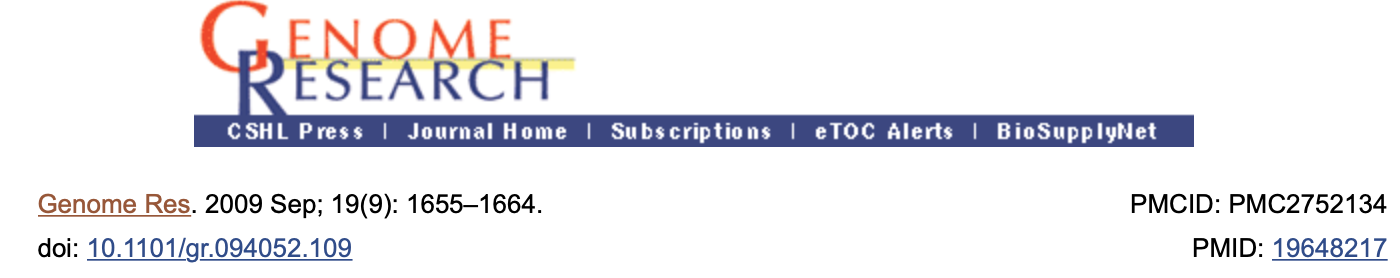 GENOME
RESEARCH
CSHL Press | Journal Home | Subscriptions | eTOC Alerts | BioSupplyNet
Genome Res. 2009 Sep; 19(9): 1655–1664.
PMCID: PMC2752134
doi: 10.1101/gr.094052.109
PMID: 19648217